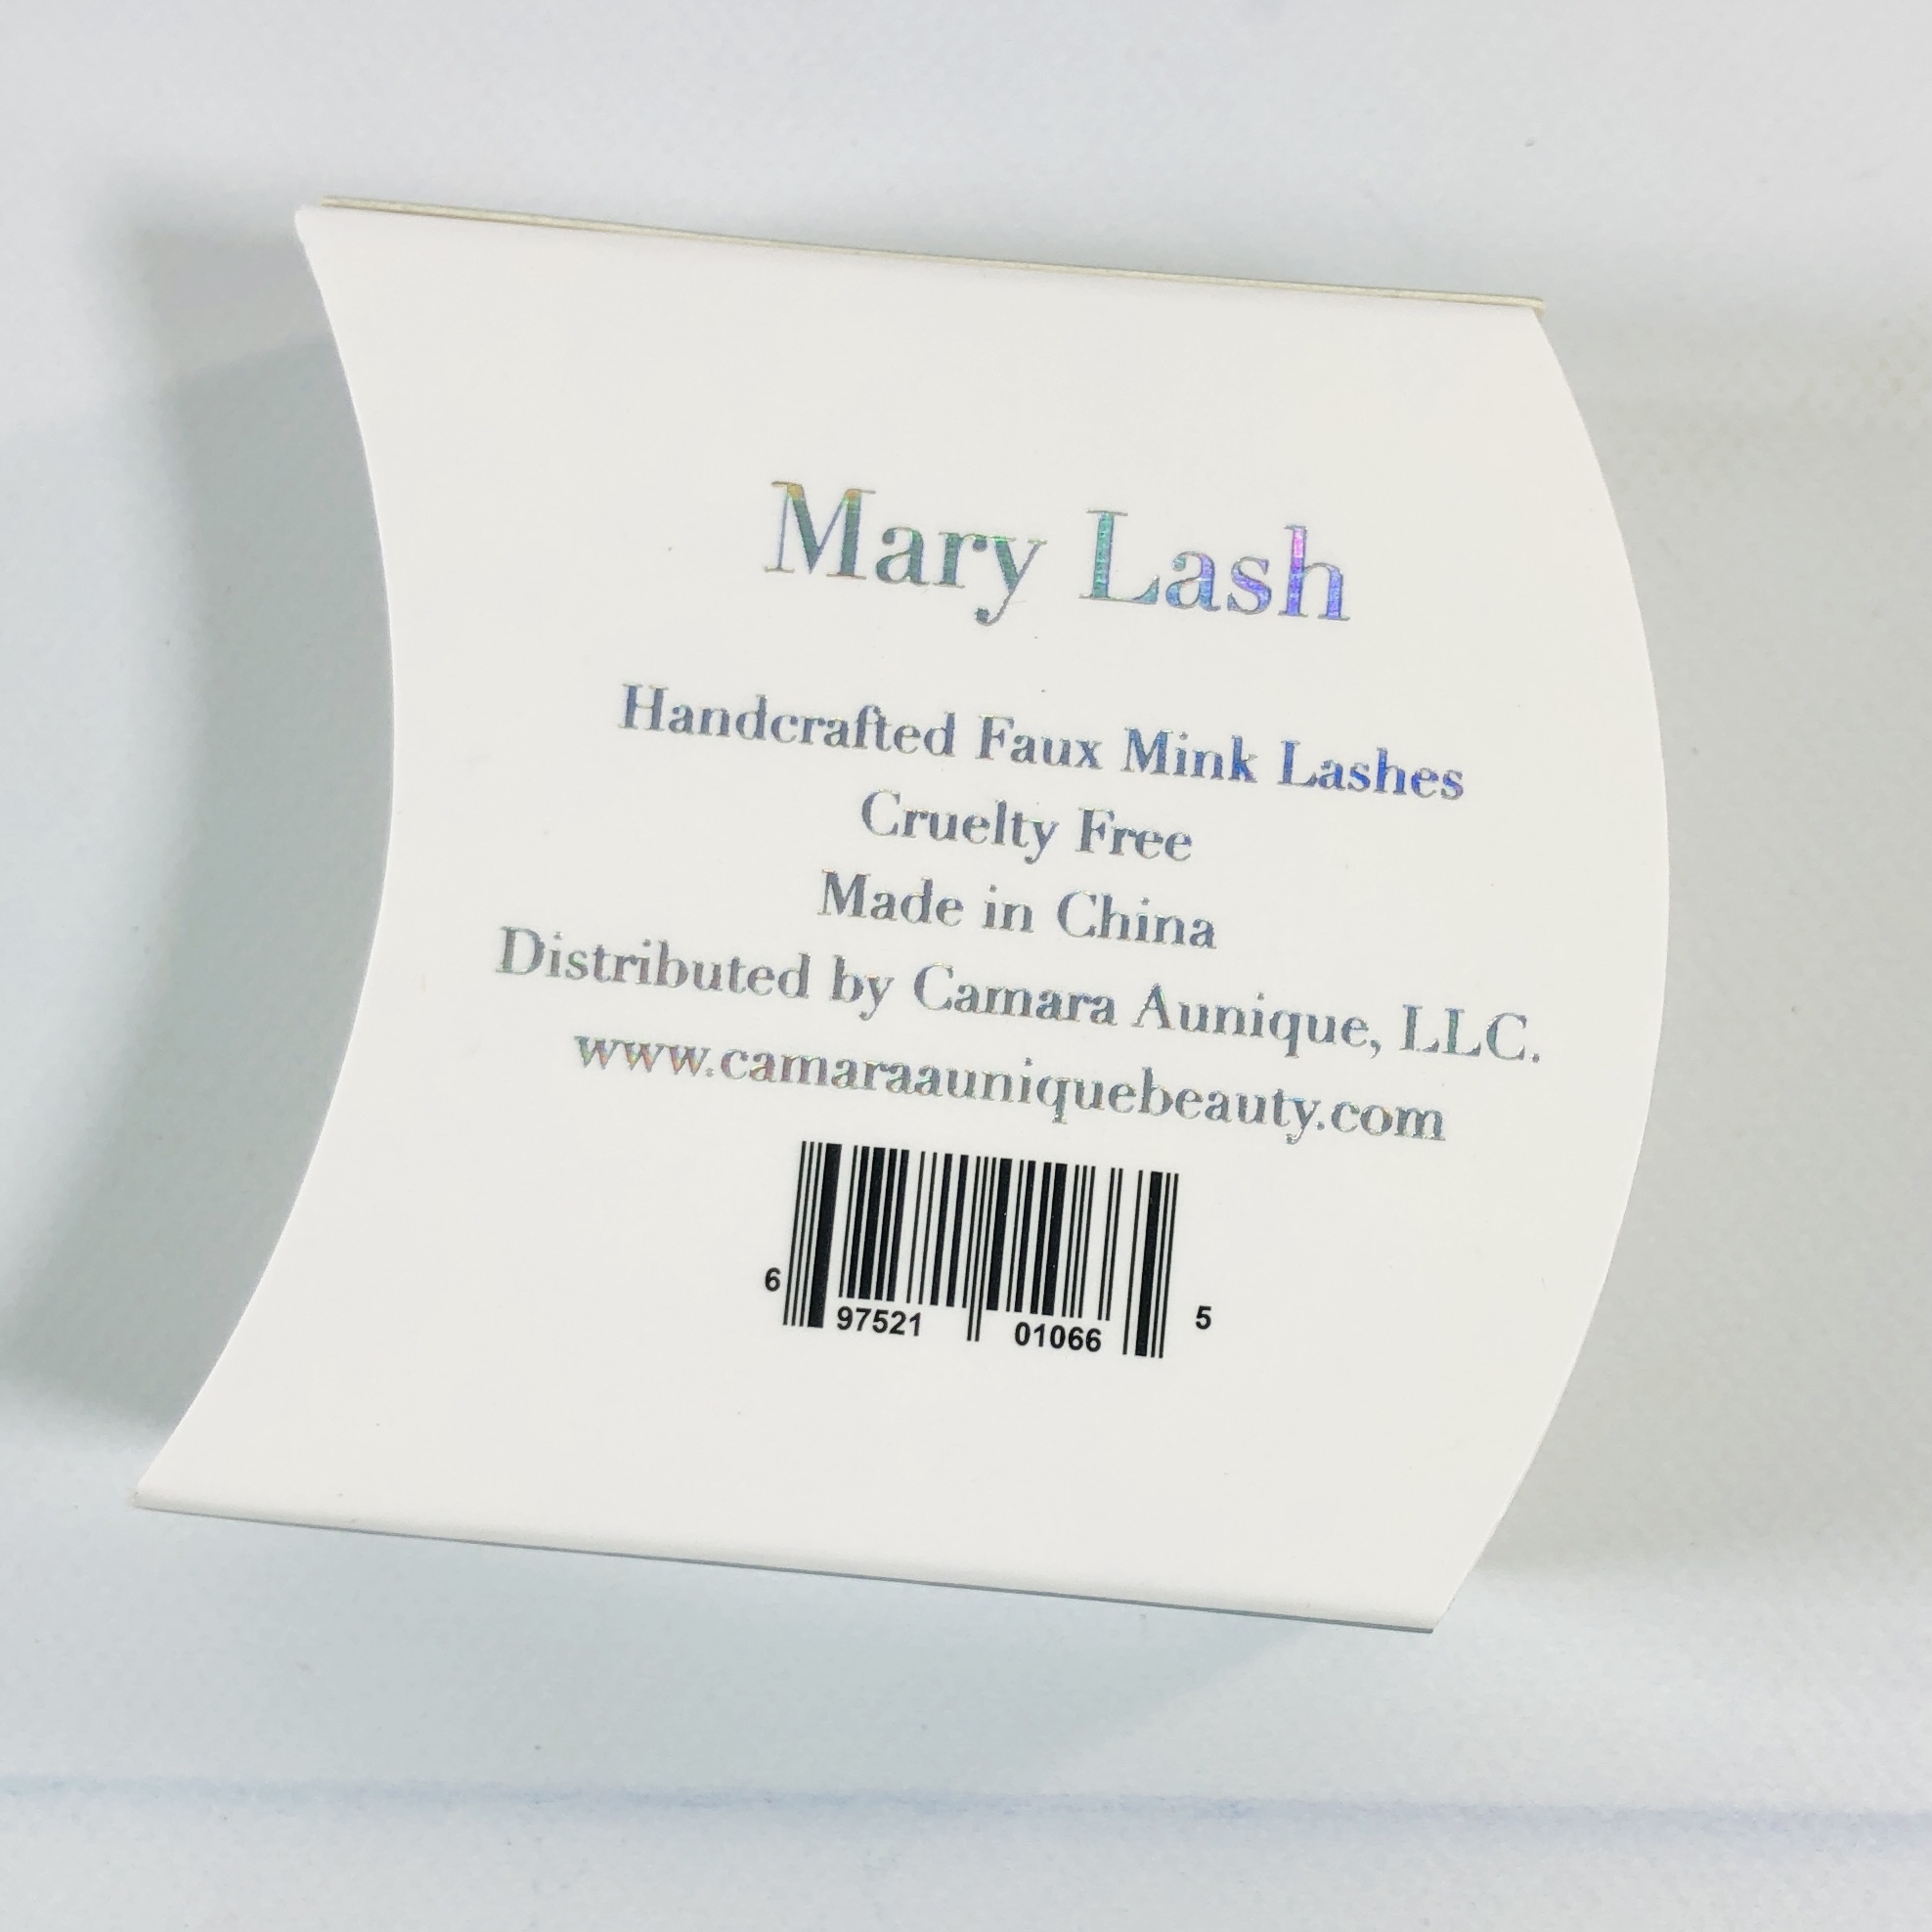 Mary Lash
Handcrafted Faux Mink Lashes
Cruelty Free
Made in China
Distributed by Camara Aunique, LLC.
www.camaraauniquebeauty.com
6 97521 01066 5